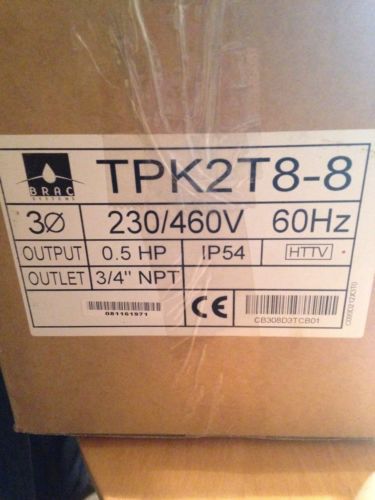 BRAC
SYSTEMS
TPK2T8-8
3Ø 230/460V 60Hz
OUTPUT 0.5 HP IP54 HTTV
OUTLET 3/4" NPT
081161971
CE
CB308D3TCB01